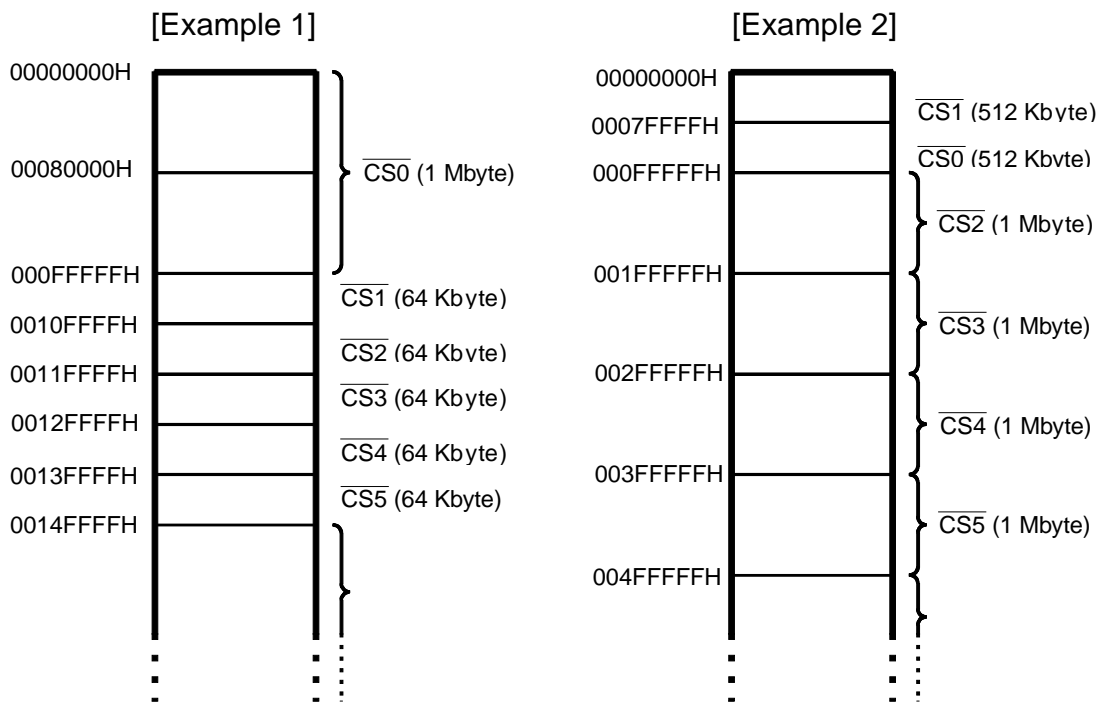 [Example 1]
00000000H
00080000H
CS0 (1 Mbyte)
000FFFFFH
CS1 (64 Kbyte)
0010FFFFH
CS2 (64 Kbyte)
0011FFFFH
CS3 (64 Kbyte)
0012FFFFH
CS4 (64 Kbyte)
0013FFFFH
CS5 (64 Kbyte)
0014FFFFH
[Example 2]
00000000H
CS1 (512 Kbyte)
0007FFFFH
CS0 (512 Kbyte)
000FFFFFH
CS2 (1 Mbyte)
001FFFFFH
CS3 (1 Mbyte)
002FFFFFH
CS4 (1 Mbyte)
003FFFFFH
CS5 (1 Mbyte)
004FFFFFH